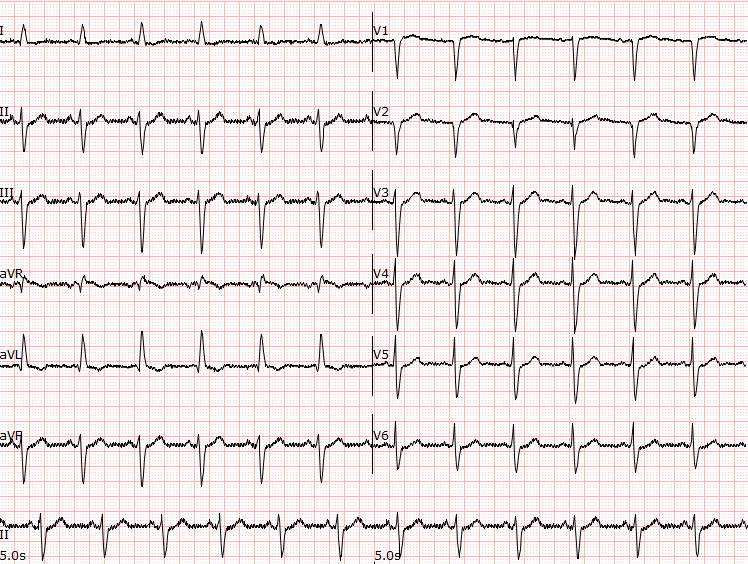 I V1
II V2
III V3
aVR V4
aVL V5
aVF V6
II
5.0s 5.0s